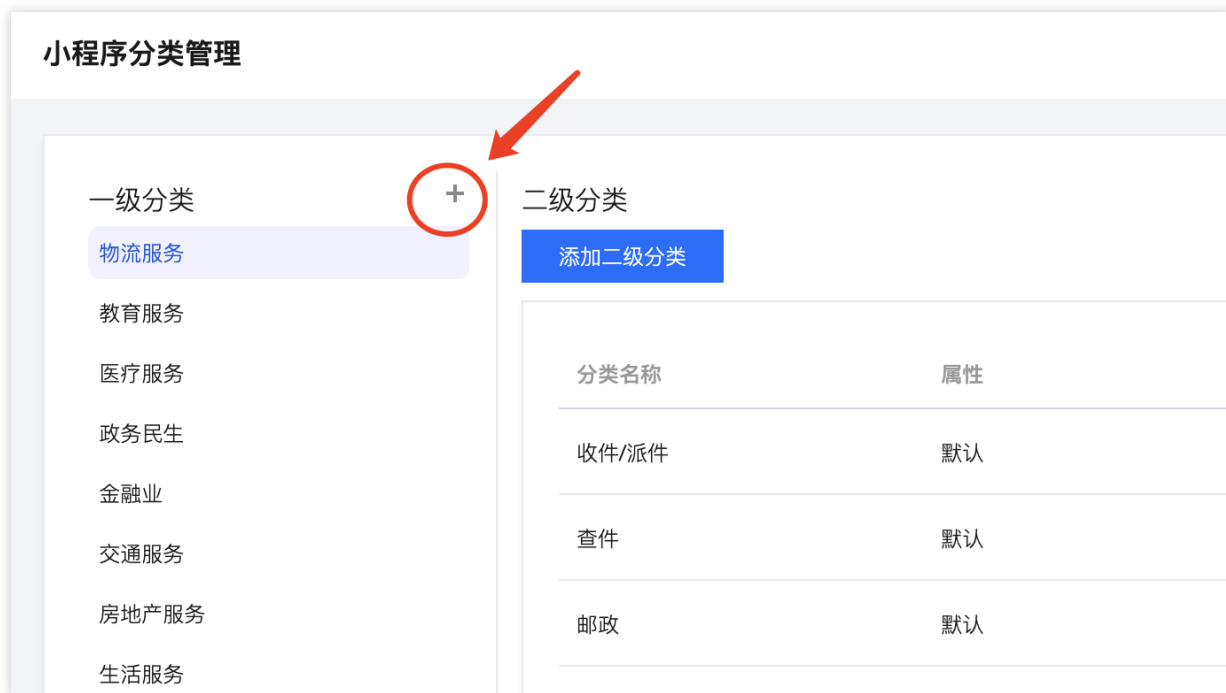 小程序分类管理
一级分类
+
物流服务
教育服务
医疗服务
政务民生
金融业
交通服务
房地产服务
生活服务
二级分类
添加二级分类
分类名称 属性
收件/派件 默认
查件 默认
邮政 默认